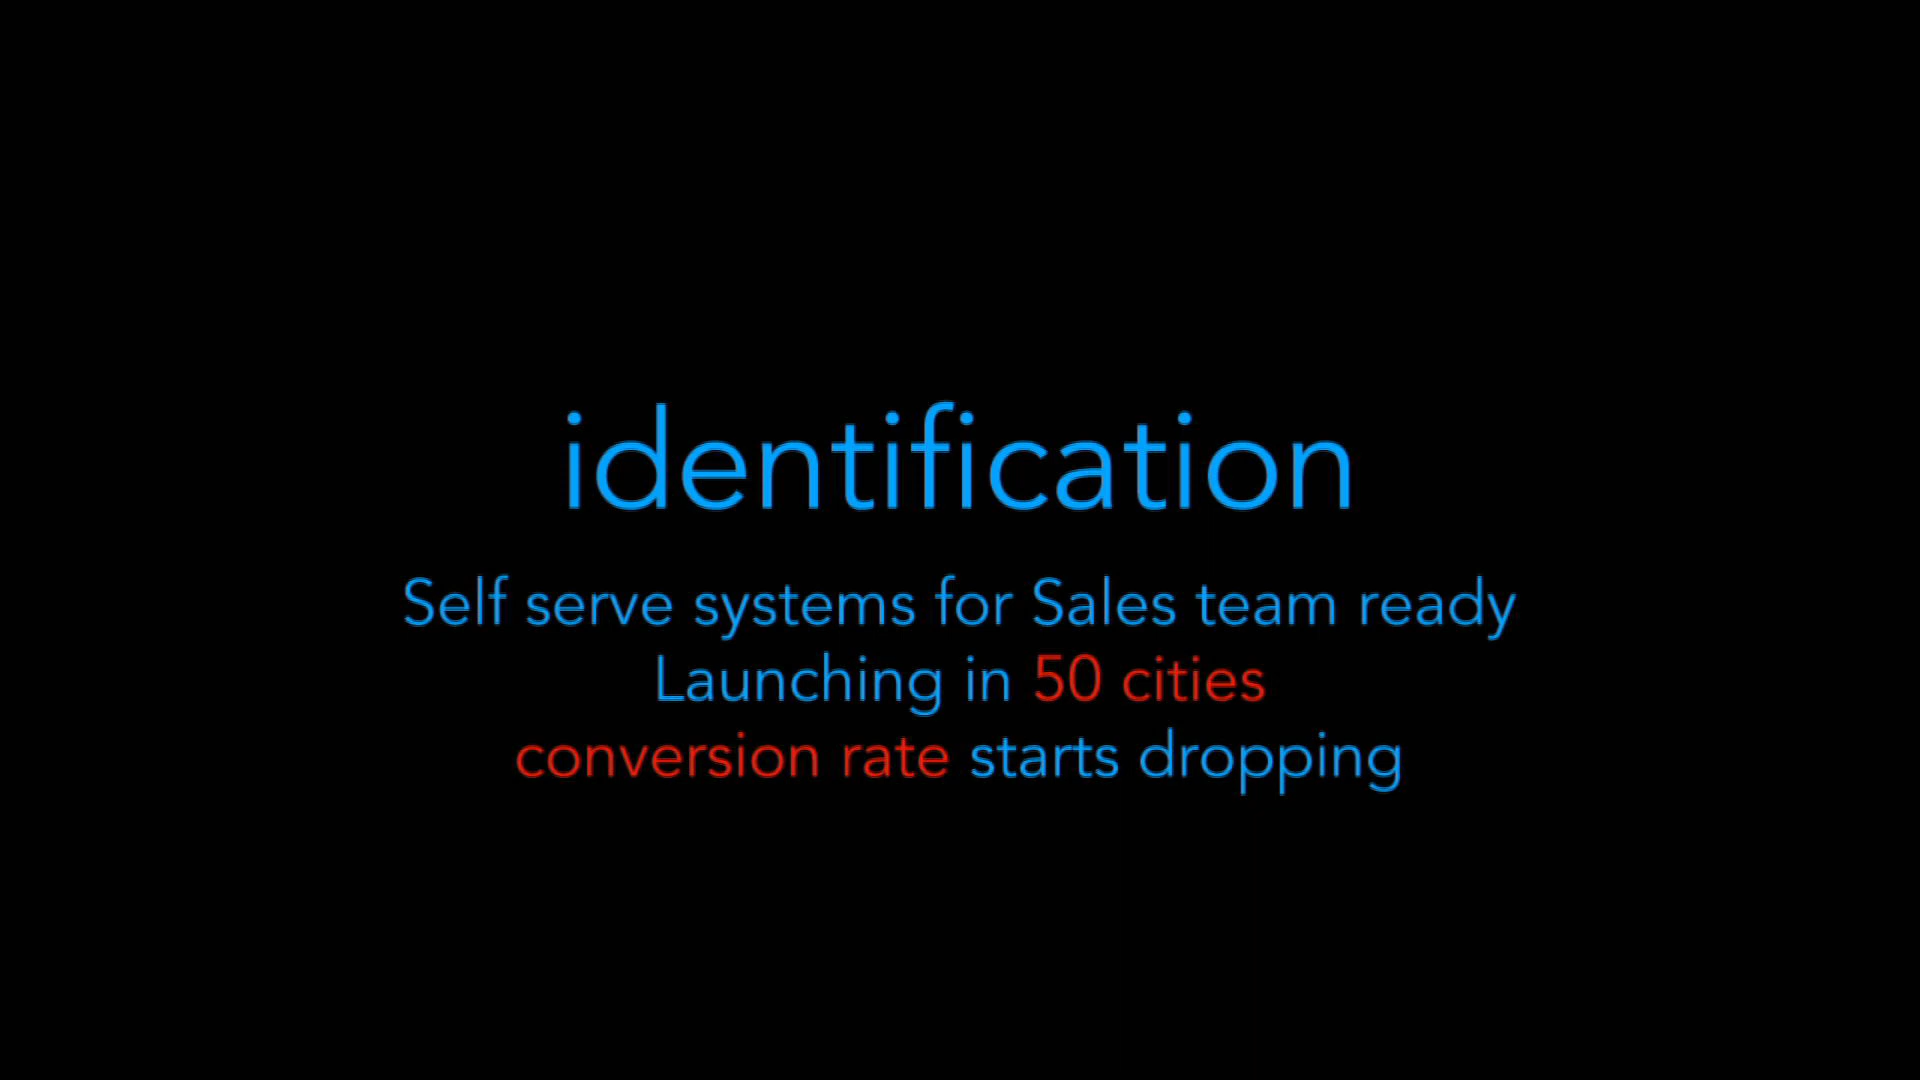 identification
Self serve systems for Sales team ready
Launching in 50 cities
conversion rate starts dropping